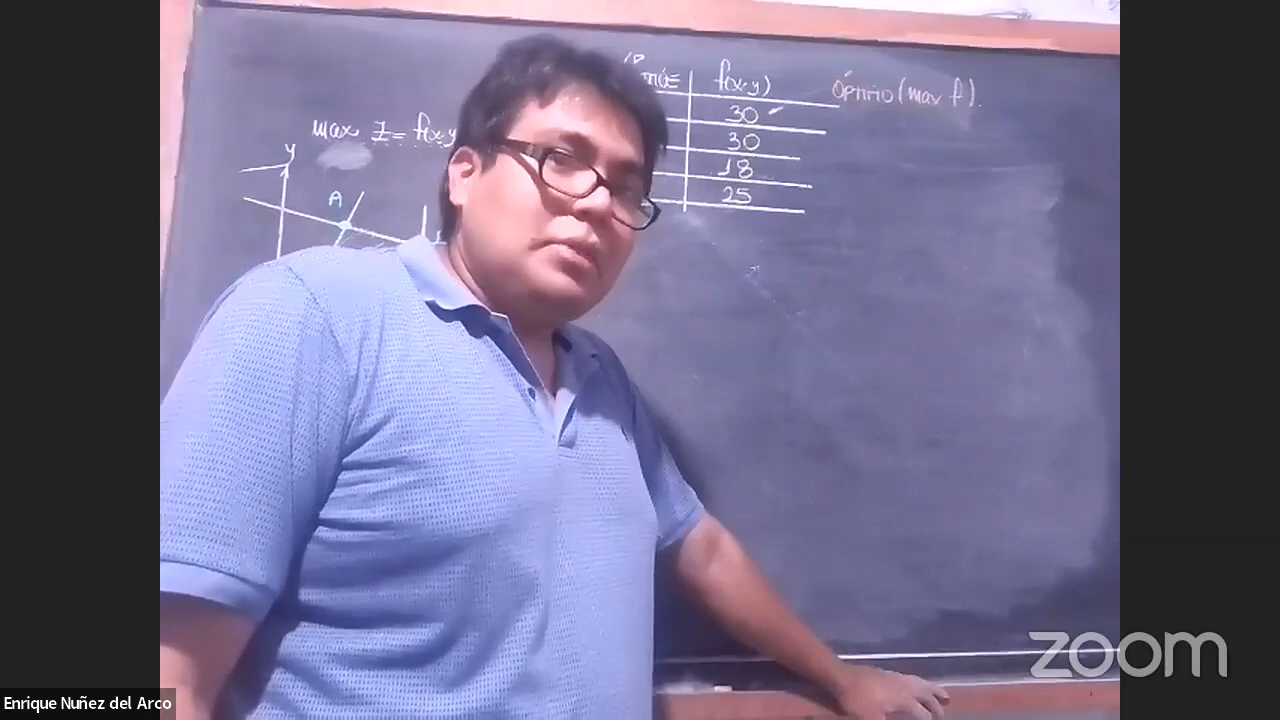 f(x,y)
ÓPTIMO (max f).
30
max Z = f(x,y
30
18
y
25
A
zoom
Enrique Nuñez del Arco